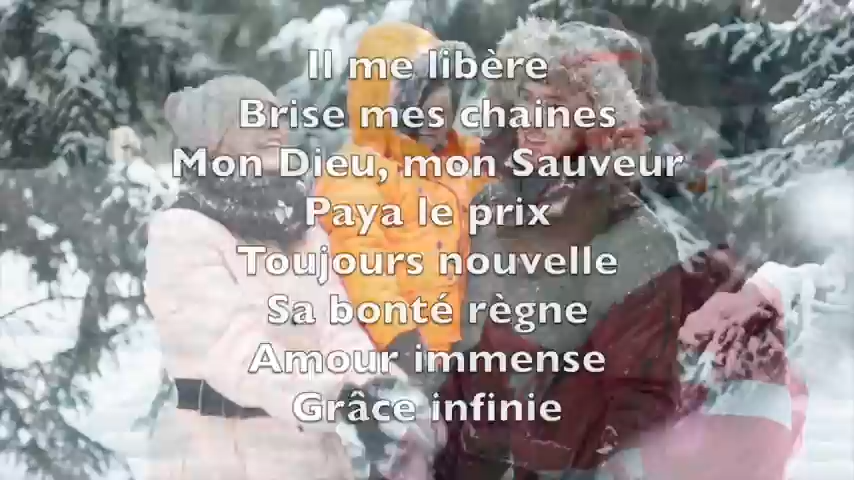 Il me libère
Brise mes chaines
Mon Dieu, mon Sauveur
Paya le prix
Toujours nouvelle
Sa bonté règne
Amour immense
Grâce infinie